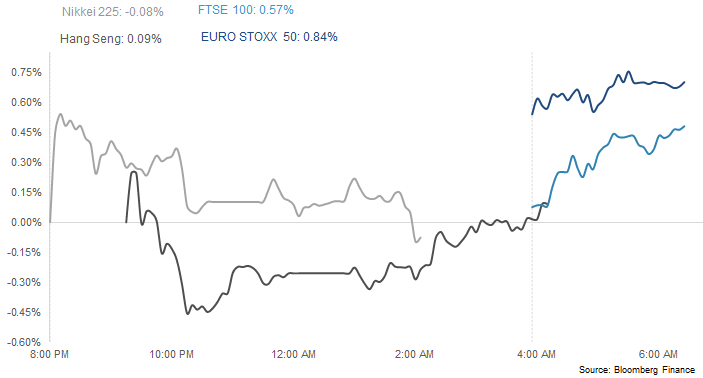 Nikkei 225: -0.08%
FTSE 100: 0.57%
Hang Seng: 0.09%
EURO STOXX 50: 0.84%
0.75%
0.60%
0.45%
0.30%
0.15%
0.00%
-0.15%
-0.30%
-0.45%
-0.60%
8:00 PM
10:00 PM
12:00 AM
2:00 AM
4:00 AM
6:00 AM
Source: Bloomberg Finance